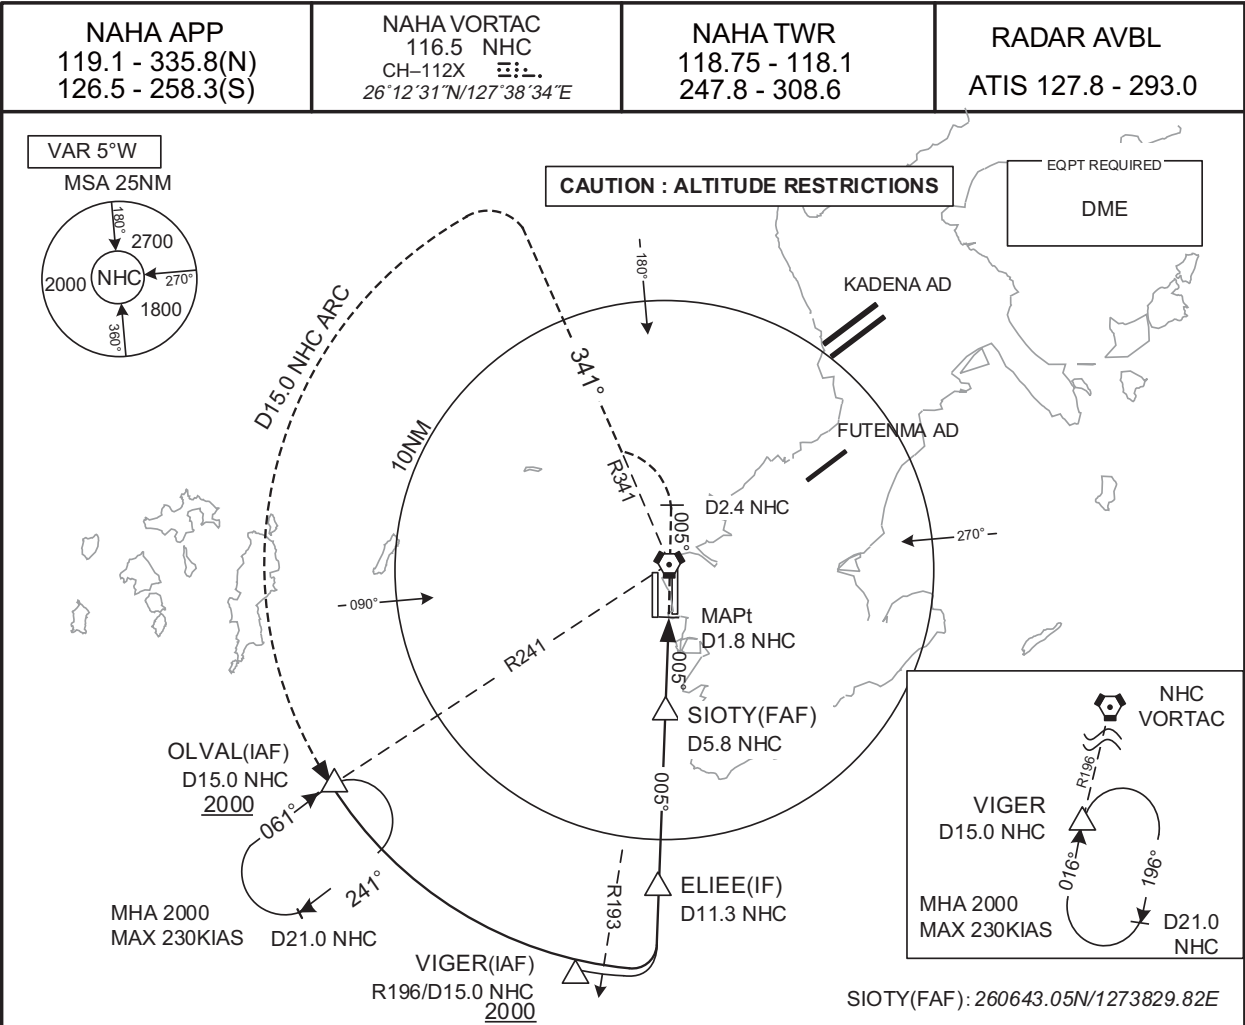 NAHA APP
119.1 - 335.8(N)
126.5 - 258.3(S)
NAHA VORTAC
116.5 NHC
CH–112X
26°12´31˝N/127°38´34˝E
NAHA TWR
118.75 - 118.1
247.8 - 308.6
RADAR AVBL
ATIS 127.8 - 293.0
VAR 5°W
MSA 25NM
180°
2700
2000
NHC
270°
1800
360°
CAUTION : ALTITUDE RESTRICTIONS
EQPT REQUIRED
DME
180°
KADENA AD
D15.0 NHC ARC
341°
10NM
FUTENMA AD
R341
D2.4 NHC
005°
270°
090°
MAPt
D1.8 NHC
R241
005°
SIOTY(FAF)
D5.8 NHC
OLVAL(IAF)
D15.0 NHC
2000
061°
005°
241°
MHA 2000
MAX 230KIAS
D21.0 NHC
R193
ELIEE(IF)
D11.3 NHC
VIGER(IAF)
R196/D15.0 NHC
2000
NHC
VORTAC
R196
VIGER
D15.0 NHC
016°
196°
MHA 2000
MAX 230KIAS
D21.0
NHC
SIOTY(FAF): 260643.05N/1273829.82E